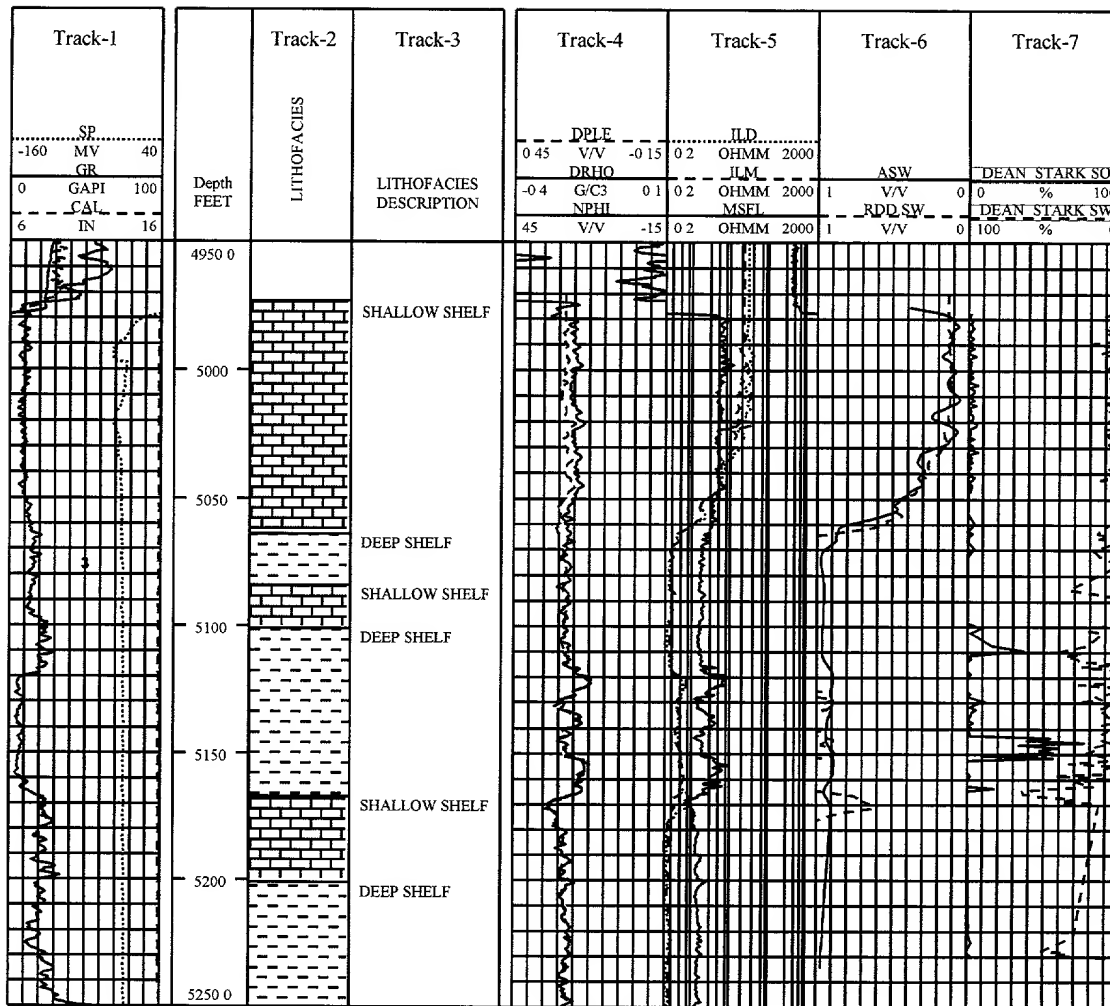 Track-1
Track-2
Track-3
Track-4
Track-5
Track-6
Track-7
SP
-160 MV 40
GR
0 GAPI 100
CAL
6 IN 16
Depth
FEET
LITHOFACIES
LITHOFACIES
DESCRIPTION
DPLE
0 45 V/V -0 15
DRHO
-0 4 G/C3 0 1
NPHI
45 V/V -15
ILD
0 2 OHMM 2000
ILM
0 2 OHMM 2000
MSFL
0 2 OHMM 2000
ASW
1 V/V 0
RDD SW
1 V/V 0
DEAN STARK SO
0 % 100
DEAN STARK SW
100 % 0
4950 0
SHALLOW SHELF
5000
5050
DEEP SHELF
SHALLOW SHELF
5100
DEEP SHELF
5150
SHALLOW SHELF
5200
DEEP SHELF
5250 0